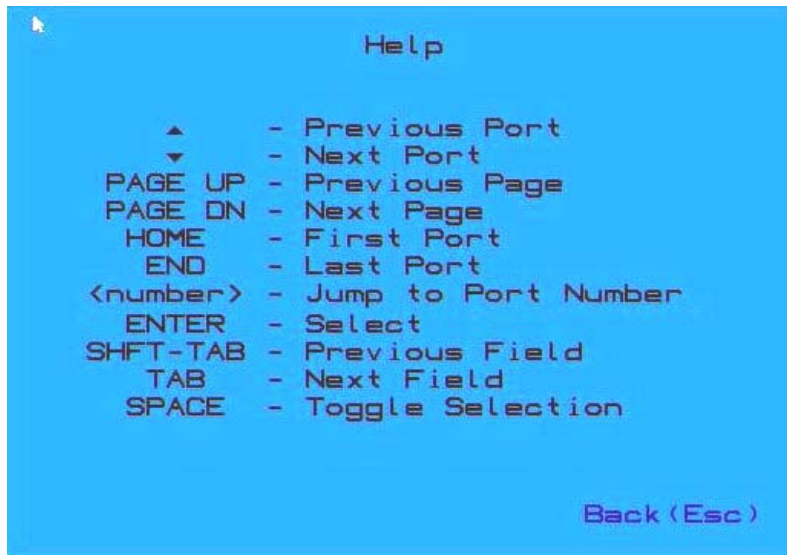 Help
▲ - Previous Port
▼ - Next Port
PAGE UP - Previous Page
PAGE DN - Next Page
HOME - First Port
END - Last Port
<number> - Jump to Port Number
ENTER - Select
SHFT-TAB - Previous Field
TAB - Next Field
SPACE - Toggle Selection
Back(Esc)